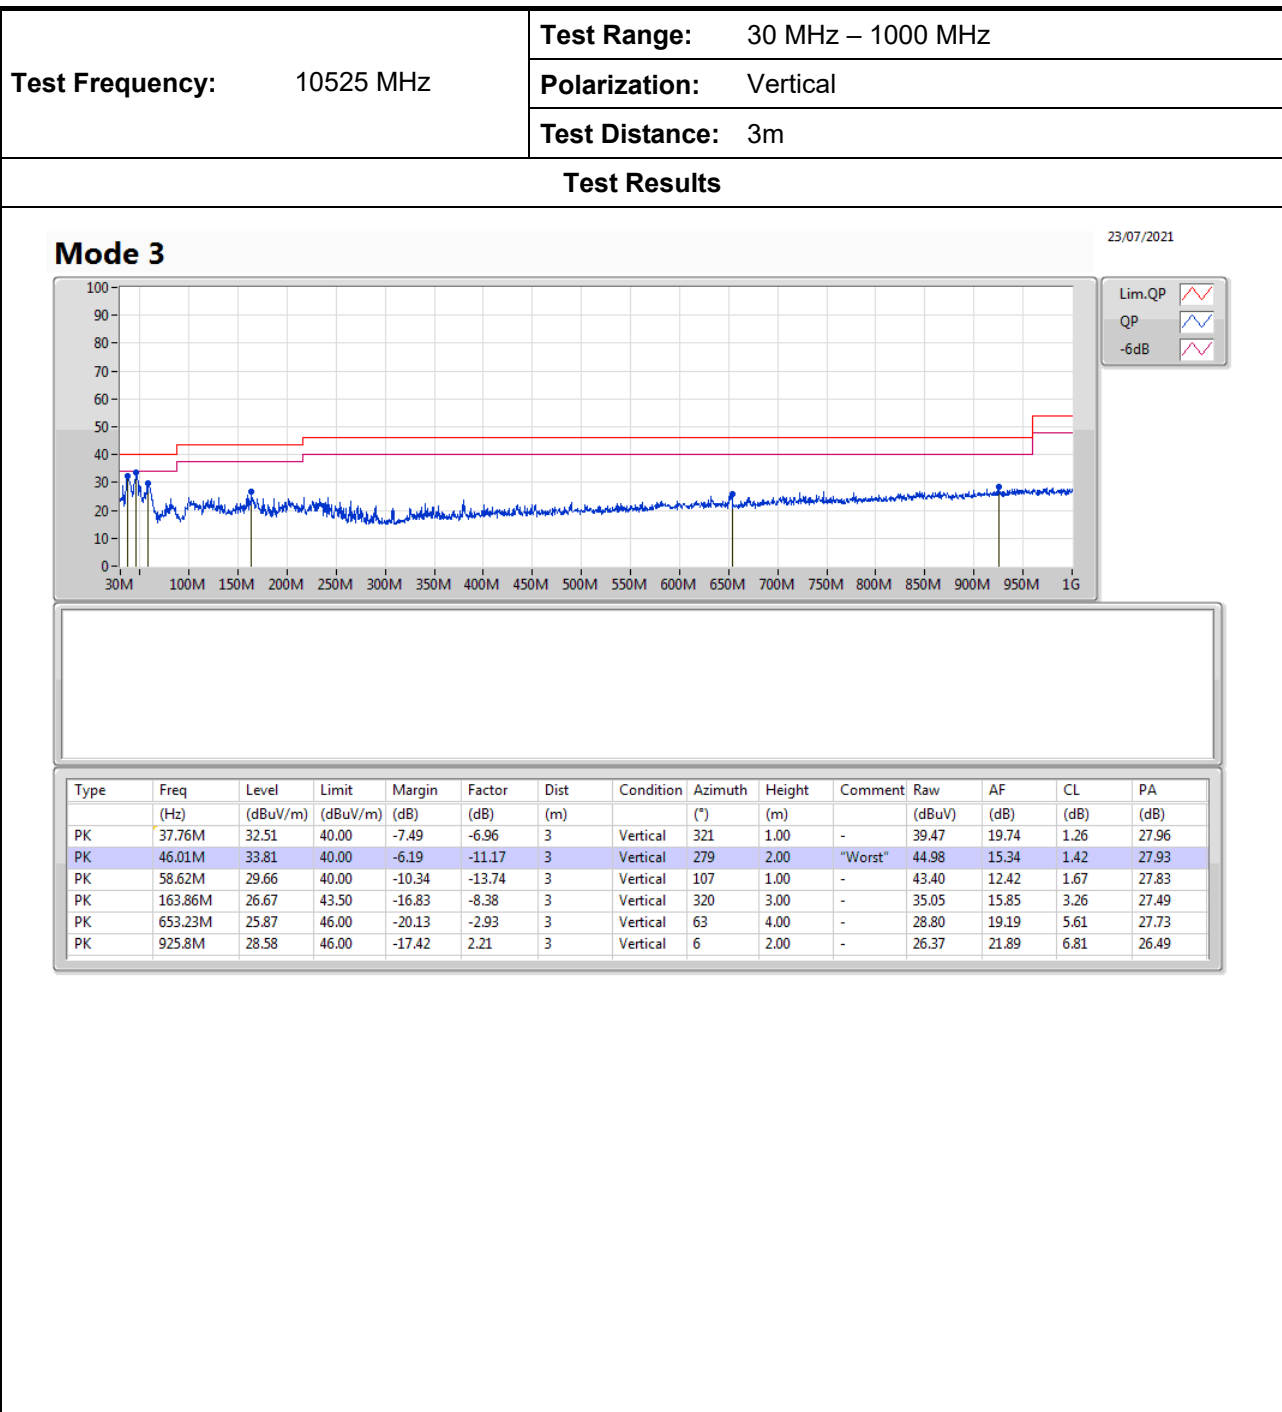 Test Frequency: 10525 MHz
Test Range: 30 MHz – 1000 MHz
Polarization: Vertical
Test Distance: 3m
Test Results
Mode 3
23/07/2021
Lim.QP
QP
-6dB
100
90
80
70
60
50
40
30
20
10
0
30M 100M 150M 200M 250M 300M 350M 400M 450M 500M 550M 600M 650M 700M 750M 800M 850M 900M 950M 1G
Type Freq Level Limit Margin Factor Dist Condition Azimuth Height Comment Raw AF CL PA
(Hz) (dBuV/m) (dBuV/m) (dB) (dB) (m) (°) (m) (dBuV) (dB) (dB) (dB)
PK 37.76M 32.51 40.00 -7.49 -6.96 3 Vertical 321 1.00 - 39.47 19.74 1.26 27.96
PK 46.01M 33.81 40.00 -6.19 -11.17 3 Vertical 279 2.00 "Worst" 44.98 15.34 1.42 27.93
PK 58.62M 29.66 40.00 -10.34 -13.74 3 Vertical 107 1.00 - 43.40 12.42 1.67 27.83
PK 163.86M 26.67 43.50 -16.83 -8.38 3 Vertical 320 3.00 - 35.05 15.85 3.26 27.49
PK 653.23M 25.87 46.00 -20.13 -2.93 3 Vertical 63 4.00 - 28.80 19.19 5.61 27.73
PK 925.8M 28.58 46.00 -17.42 2.21 3 Vertical 6 2.00 - 26.37 21.89 6.81 26.49